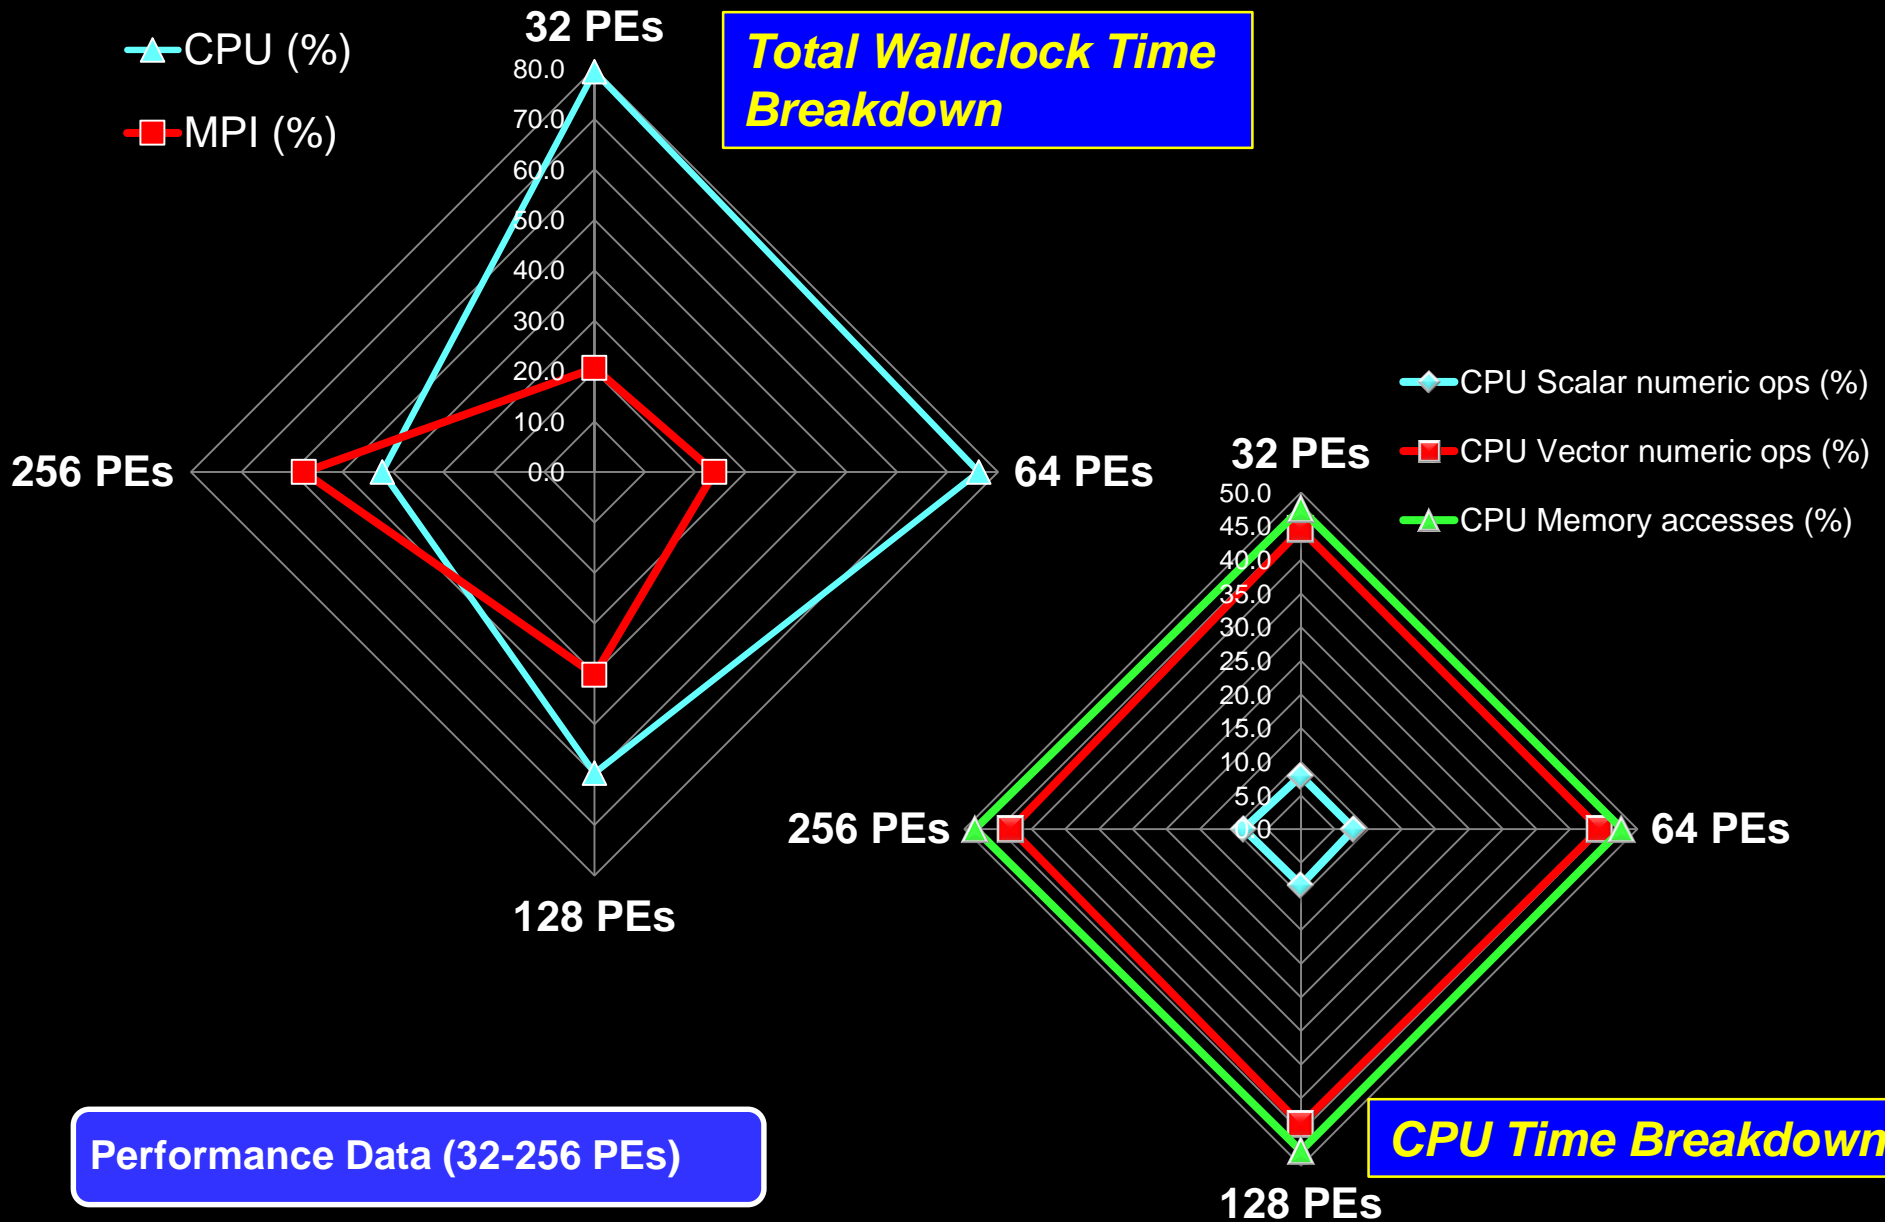 CPU (%)
MPI (%)
Total Wallclock Time
Breakdown
32 PEs
80.0
70.0
60.0
50.0
40.0
30.0
20.0
10.0
0.0
256 PEs
64 PEs
128 PEs
CPU Scalar numeric ops (%)
CPU Vector numeric ops (%)
CPU Memory accesses (%)
32 PEs
50.0
45.0
40.0
35.0
30.0
25.0
20.0
15.0
10.0
5.0
0.0
256 PEs
64 PEs
128 PEs
CPU Time Breakdown
Performance Data (32-256 PEs)